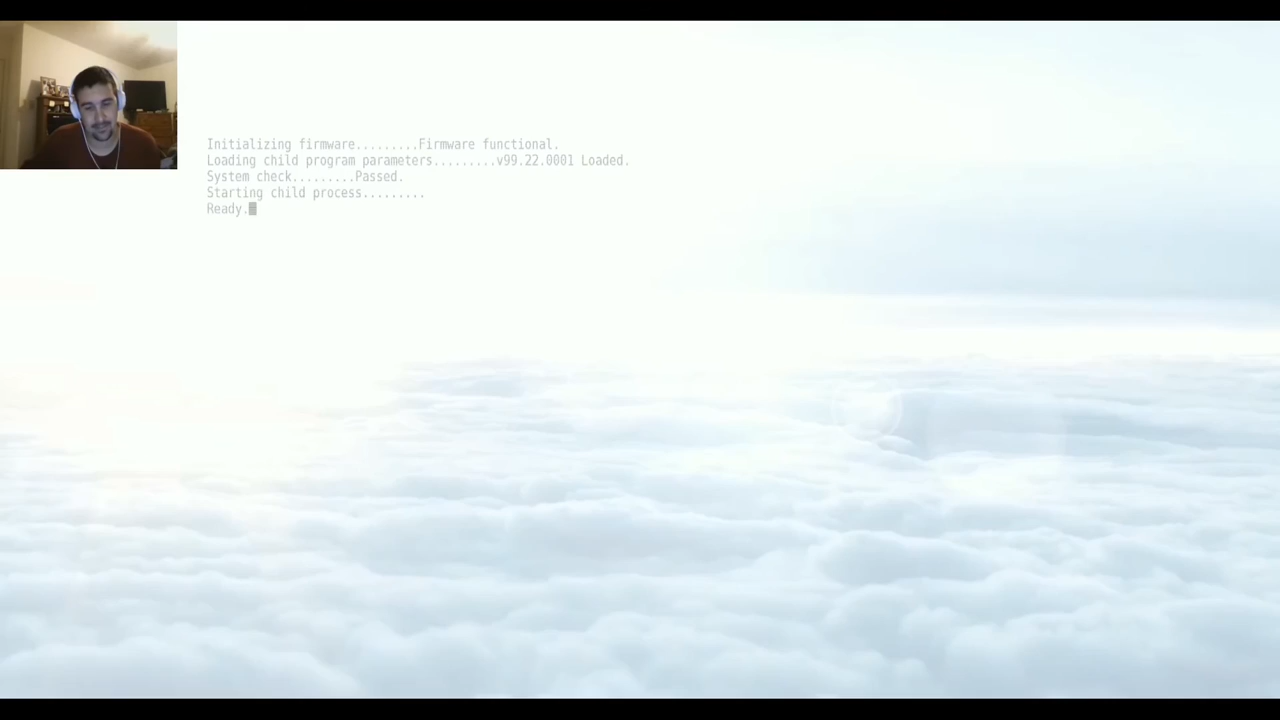 Initializing firmware.........Firmware functional.
Loading child program parameters.........v99.22.0001 Loaded.
System check.........Passed.
Starting child process.........
Ready.